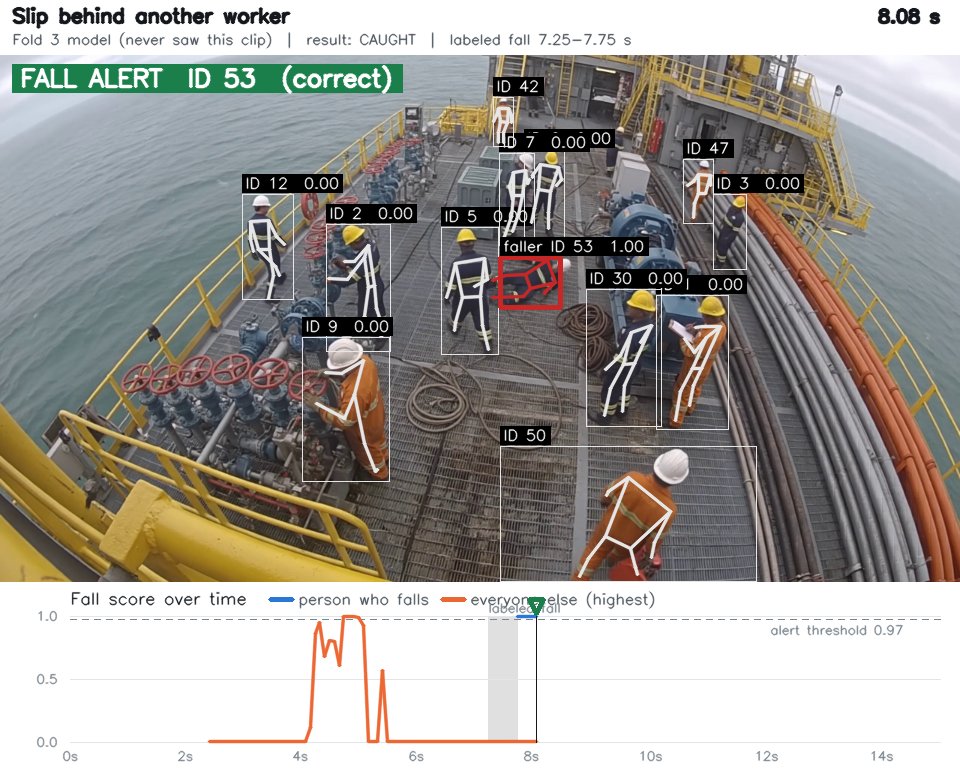 Slip behind another worker
8.08 s
Fold 3 model (never saw this clip) | result: CAUGHT | labeled fall 7.25–7.75 s
FALL ALERT ID 53 (correct)
ID 42
ID 7 0.00
00
ID 47
ID 12 0.00
ID 3 0.00
ID 2 0.00
ID 5 0.00
faller ID 53 1.00
ID 30 0.00
0.00
ID 9 0.00
ID 50
Fall score over time
person who falls
everyone else (highest)
labeled fall
1.0
alert threshold 0.97
0.5
0.0
0s 2s 4s 6s 8s 10s 12s 14s